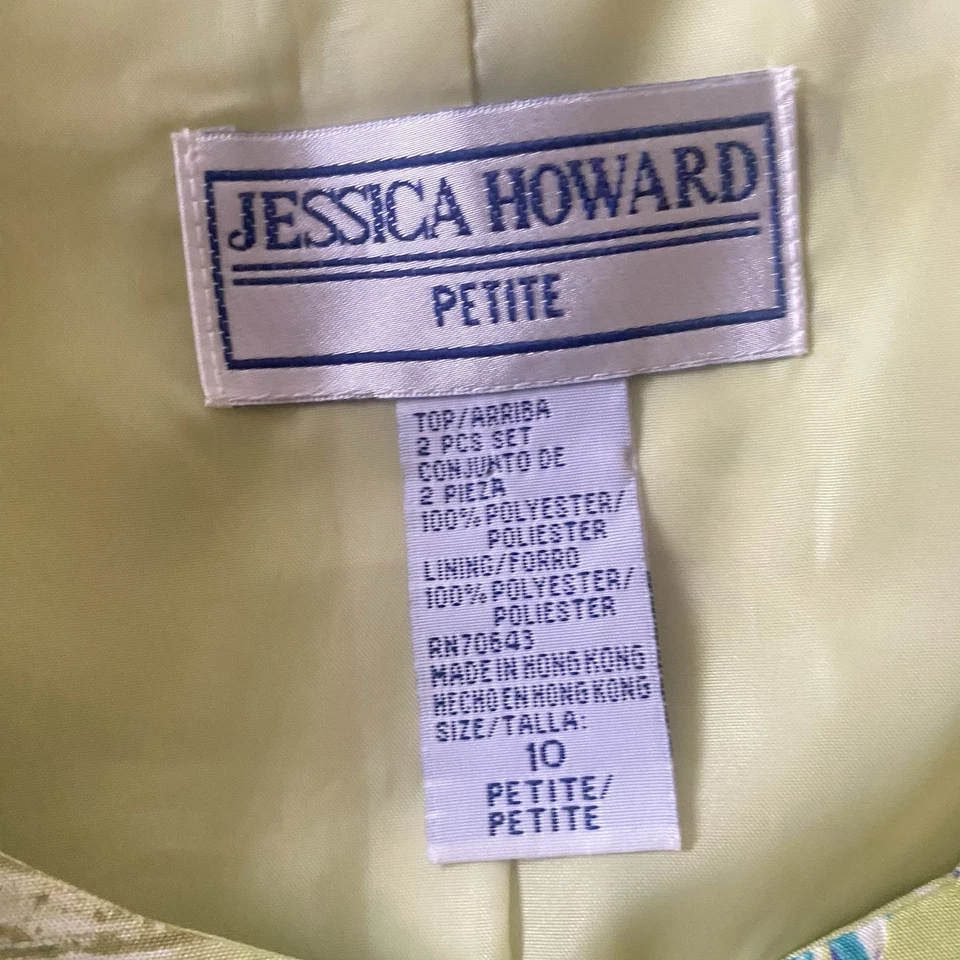 JESSICA HOWARD
PETITE
TOP/ARRIBA
2 PCS SET
CONJUNTO DE
2 PIEZA
100% POLYESTER/
POLIESTER
LINING/FORRO
100% POLYESTER/
POLIESTER
RN70643
MADE IN HONG KONG
HECHO EN HONG KONG
SIZE/TALLA:
10
PETITE/
PETITE